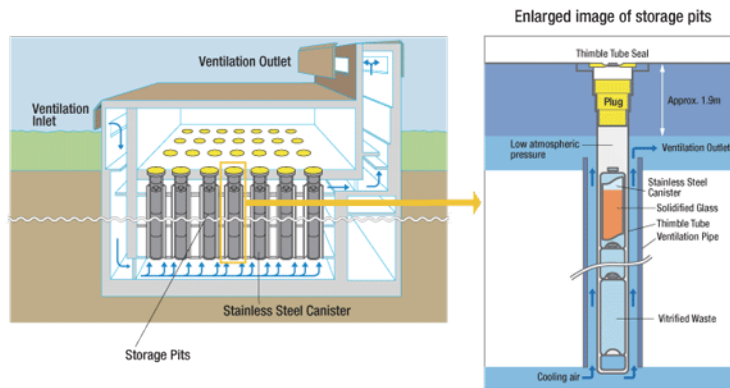 Enlarged image of storage pits
Ventilation Outlet
Ventilation
Inlet
Stainless Steel Canister
Storage Pits
Thimble Tube Seal
Plug
Approx. 1.9m
Low atmospheric
pressure
Ventilation Outlet
Stainless Steel
Canister
Solidified Glass
Thimble Tube
Ventilation Pipe
Vitrified Waste
Cooling air